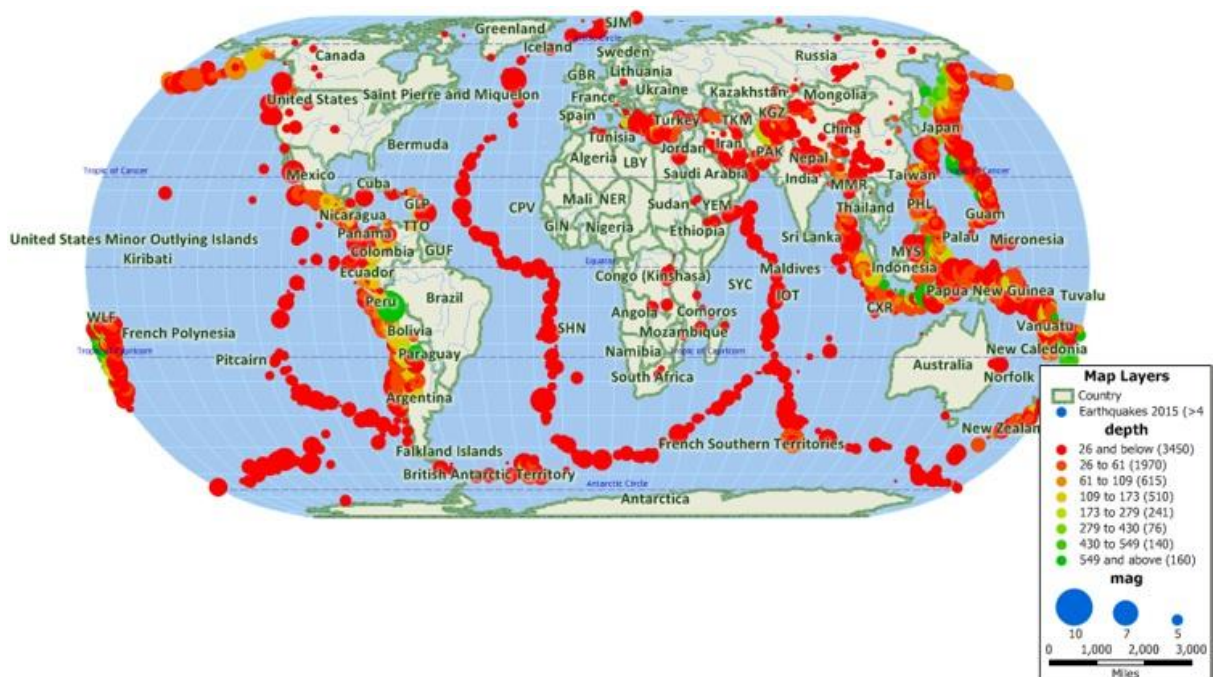 SJM
Greenland
Iceland
Sweden
Canada
Russia
GBR
Lithuania
United States
Saint Pierre and Miquelon
France
Ukraine
Kazakhstan
Mongolia
Spain
Turkey
TKM
KGZ
China
Japan
Bermuda
Tunisia
Jordan
Iran
PAK
Nepal
Algeria
LBY
Saudi Arabia
India
MMR
Taiwan
Tropic of Cancer
Mexico
Cuba
CPV
Mali
NER
Sudan
YEM
Thailand
PHL
Guam
Nicaragua
GLP
TTO
GIN
Nigeria
Ethiopia
Sri Lanka
Palau
Micronesia
United States Minor Outlying Islands
Panama
Colombia
GUF
MYS
Kiribati
Ecuador
Congo (Kinshasa)
Maldives
Indonesia
SYC
IOT
Papua New Guinea
Tuvalu
Peru
Brazil
Angola
Comoros
CXR
WLF
French Polynesia
Bolivia
SHN
Mozambique
Vanuatu
Tropic of Capricorn
Pitcairn
Paraguay
Namibia
Tropic of Capricorn
New Caledonia
Australia
South Africa
Norfolk
Argentina
New Zealan
Falkland Islands
French Southern Territories
British Antarctic Territory
Antarctic Circle
Antarctica
Map Layers
Country
Earthquakes 2015 (>4
depth
26 and below (3450)
26 to 61 (1970)
61 to 109 (615)
109 to 173 (510)
173 to 279 (241)
279 to 430 (76)
430 to 549 (140)
549 and above (160)
mag
10 7 5
0 1,000 2,000 3,000
Miles